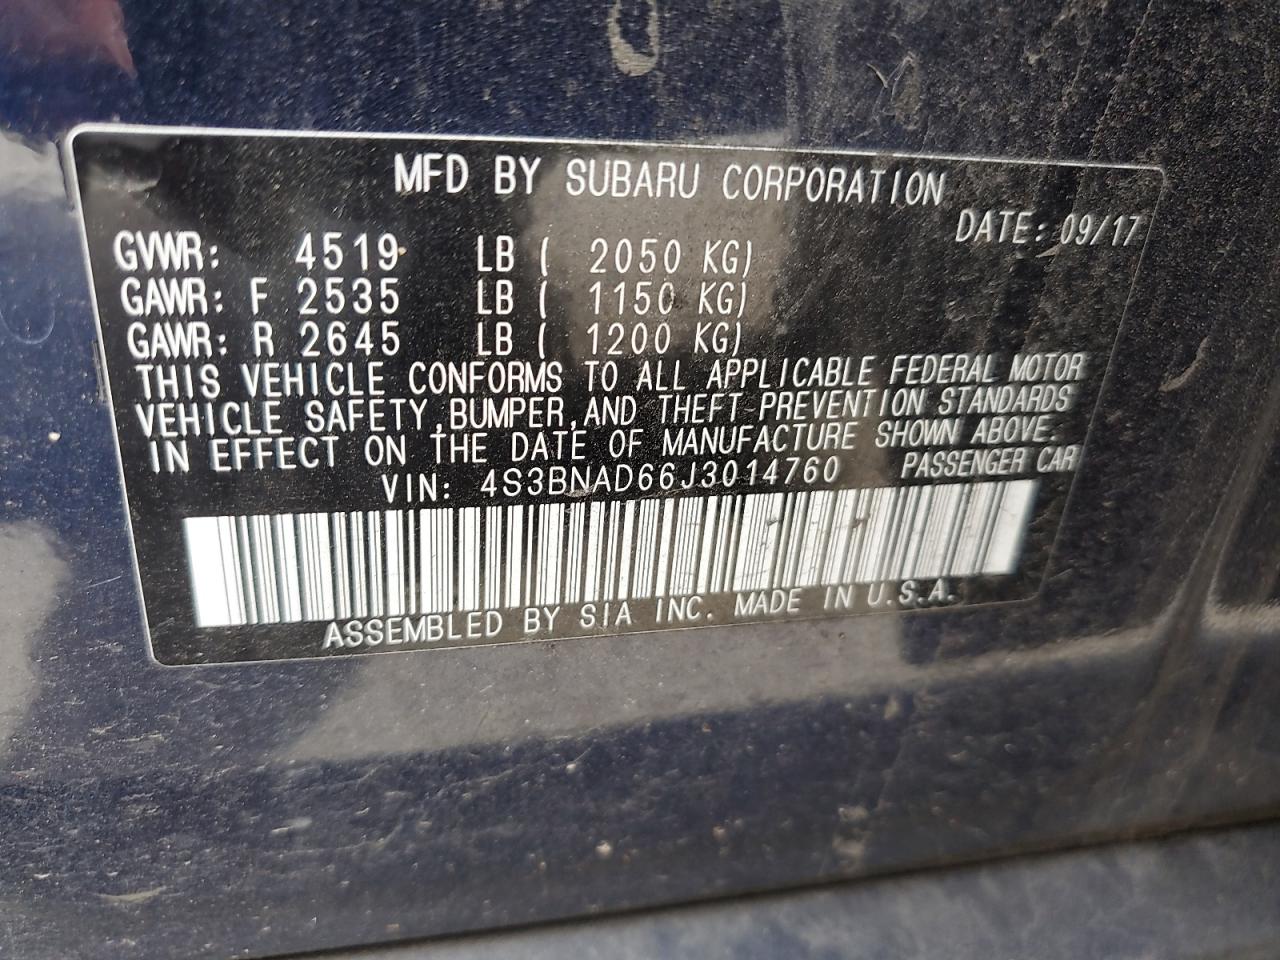 MFD BY SUBARU CORPORATION
DATE: 09/17
GVWR: 4519 LB ( 2050 KG)
GAWR: F 2535 LB ( 1150 KG)
GAWR: R 2645 LB ( 1200 KG)
THIS VEHICLE CONFORMS TO ALL APPLICABLE FEDERAL MOTOR
VEHICLE SAFETY,BUMPER,AND THEFT PREVENTION STANDARDS
IN EFFECT ON THE DATE OF MANUFACTURE SHOWN ABOVE.
VIN: 4S3BNAD66J3014760 PASSENGER CAR
ASSEMBLED BY SIA INC. MADE IN U.S.A.